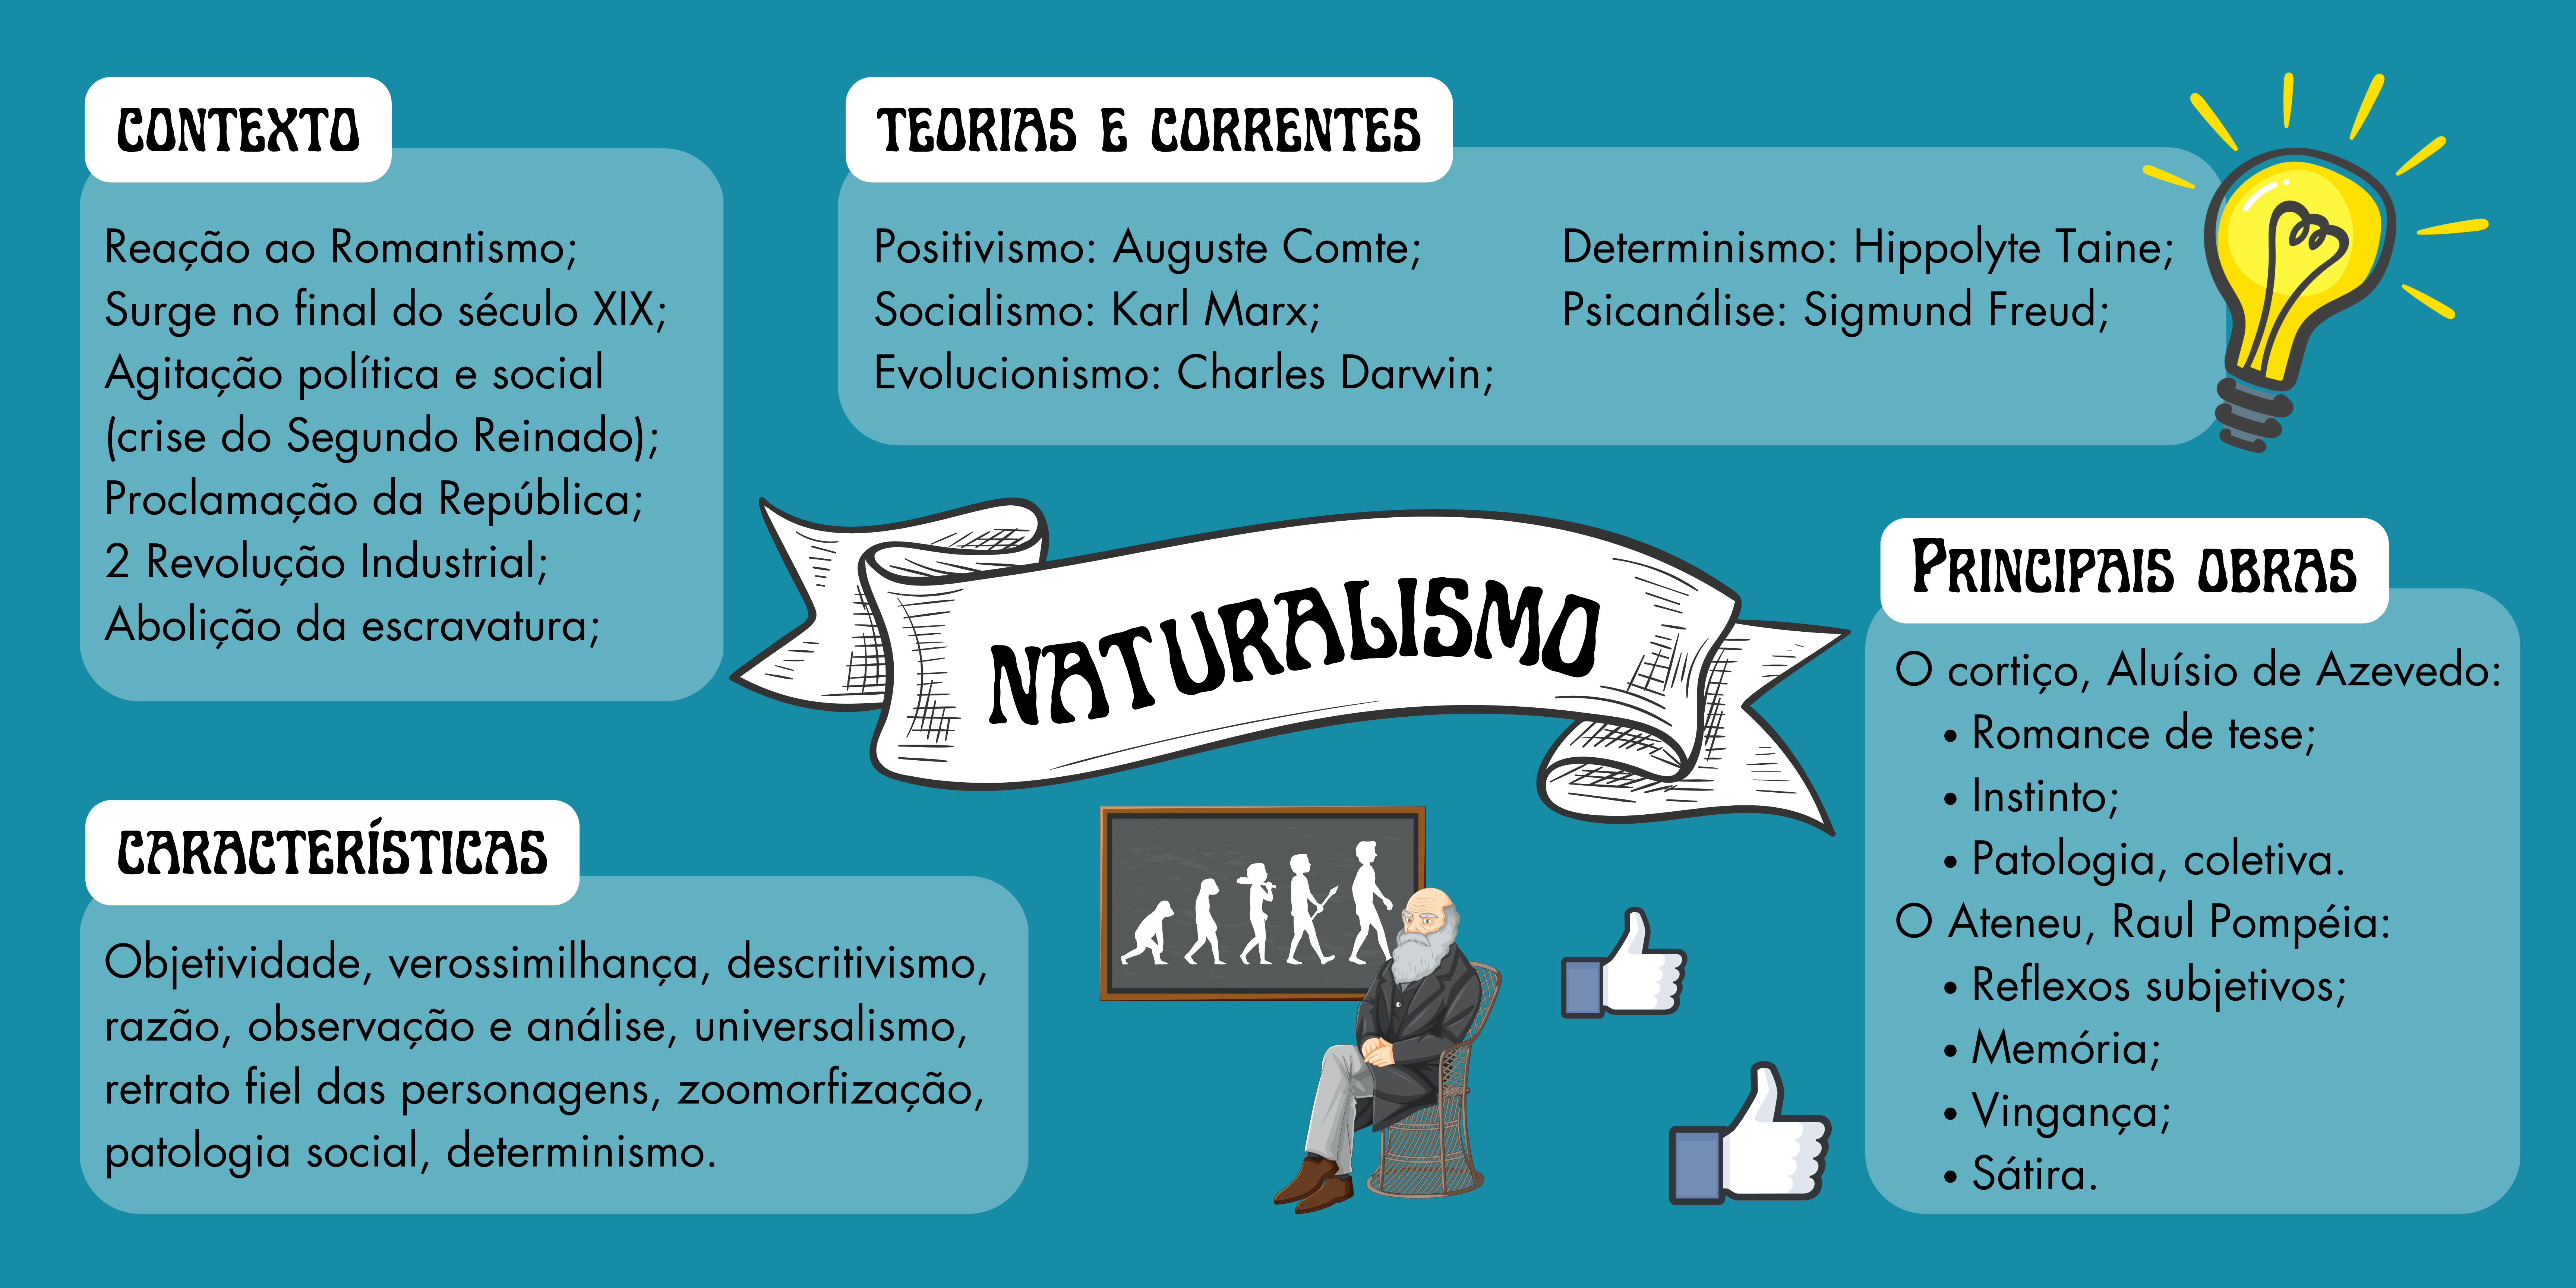 CONTEXTO
Reação ao Romantismo;
Surge no final do século XIX;
Agitação política e social
(crise do Segundo Reinado);
Proclamação da República;
2 Revolução Industrial;
Abolição da escravatura;
TEORIAS E CORRENTES
Positivismo: Auguste Comte;
Socialismo: Karl Marx;
Evolucionismo: Charles Darwin;
Determinismo: Hippolyte Taine;
Psicanálise: Sigmund Freud;
NATURALISMO
CARACTERÍSTICAS
Objetividade, verossimilhança, descritivismo,
razão, observação e análise, universalismo,
retrato fiel das personagens, zoomorfização,
patologia social, determinismo.
PRINCIPAIS OBRAS
O cortiço, Aluísio de Azevedo:
• Romance de tese;
• Instinto;
• Patologia, coletiva.
O Ateneu, Raul Pompéia:
• Reflexos subjetivos;
• Memória;
• Vingança;
• Sátira.